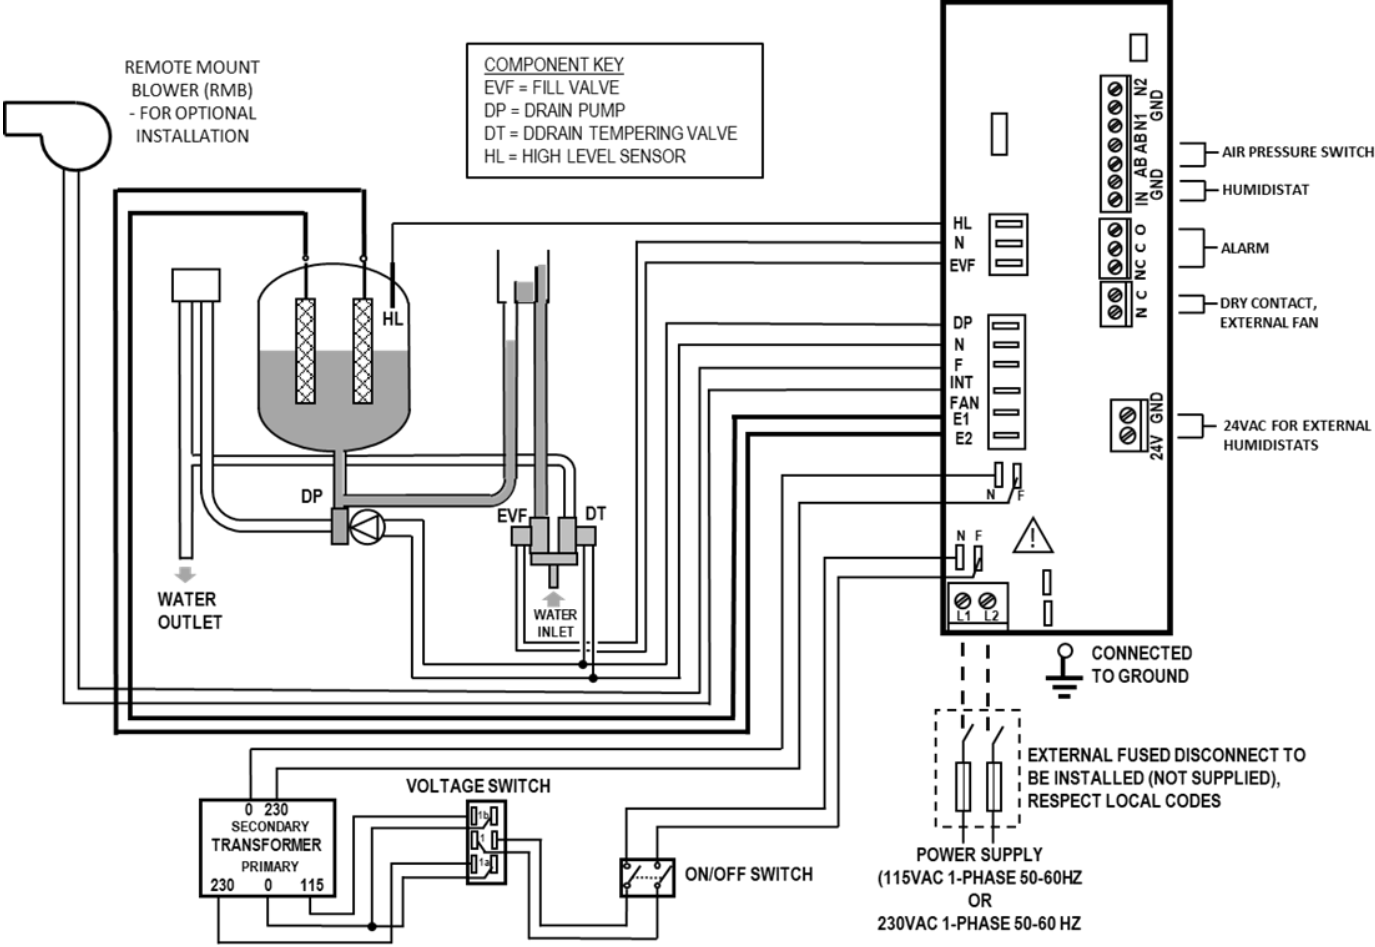 REMOTE MOUNT
BLOWER (RMB)
- FOR OPTIONAL
INSTALLATION
COMPONENT KEY
EVF = FILL VALVE
DP = DRAIN PUMP
DT = DDRAIN TEMPERING VALVE
HL = HIGH LEVEL SENSOR
HL
DP
EVF
DT
WATER
OUTLET
WATER
INLET
HL
N
EVF
DP
N
F
INT
FAN
E1
E2
N F
N F
L1 L2
N2
GND
N1
AB
AB
GND
IN
O
C
NC
C
N
GND
24V
AIR PRESSURE SWITCH
HUMIDISTAT
ALARM
DRY CONTACT,
EXTERNAL FAN
24VAC FOR EXTERNAL
HUMIDISTATS
CONNECTED
TO GROUND
EXTERNAL FUSED DISCONNECT TO
BE INSTALLED (NOT SUPPLIED),
RESPECT LOCAL CODES
POWER SUPPLY
(115VAC 1-PHASE 50-60HZ
OR
230VAC 1-PHASE 50-60 HZ
VOLTAGE SWITCH
1b
1
1a
ON/OFF SWITCH
0 230
SECONDARY
TRANSFORMER
PRIMARY
230 0 115